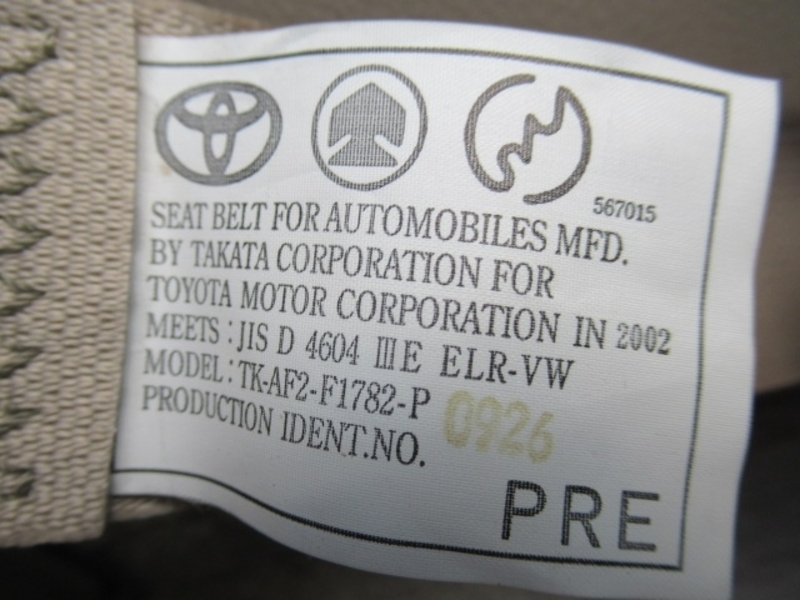 567015
SEAT BELT FOR AUTOMOBILES MFD.
BY TAKATA CORPORATION FOR
TOYOTA MOTOR CORPORATION IN 2002
MEETS : JIS D 4604 ⅢE ELR-VW
MODEL : TK-AF2-F1782-P
PRODUCTION IDENT.NO. 0926
PRE